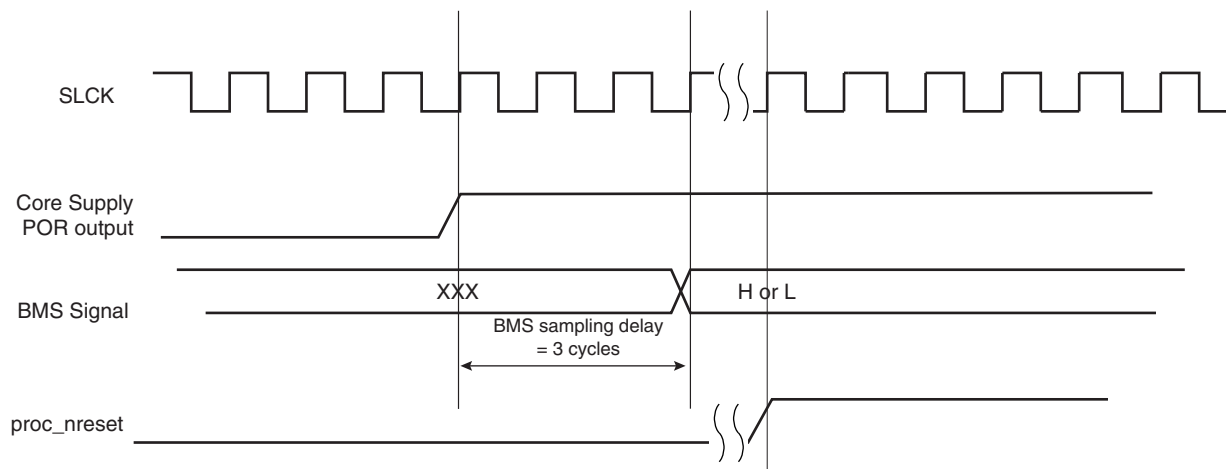 SLCK
Core Supply
POR output
BMS Signal
XXX
H or L
BMS sampling delay
= 3 cycles
proc_nreset